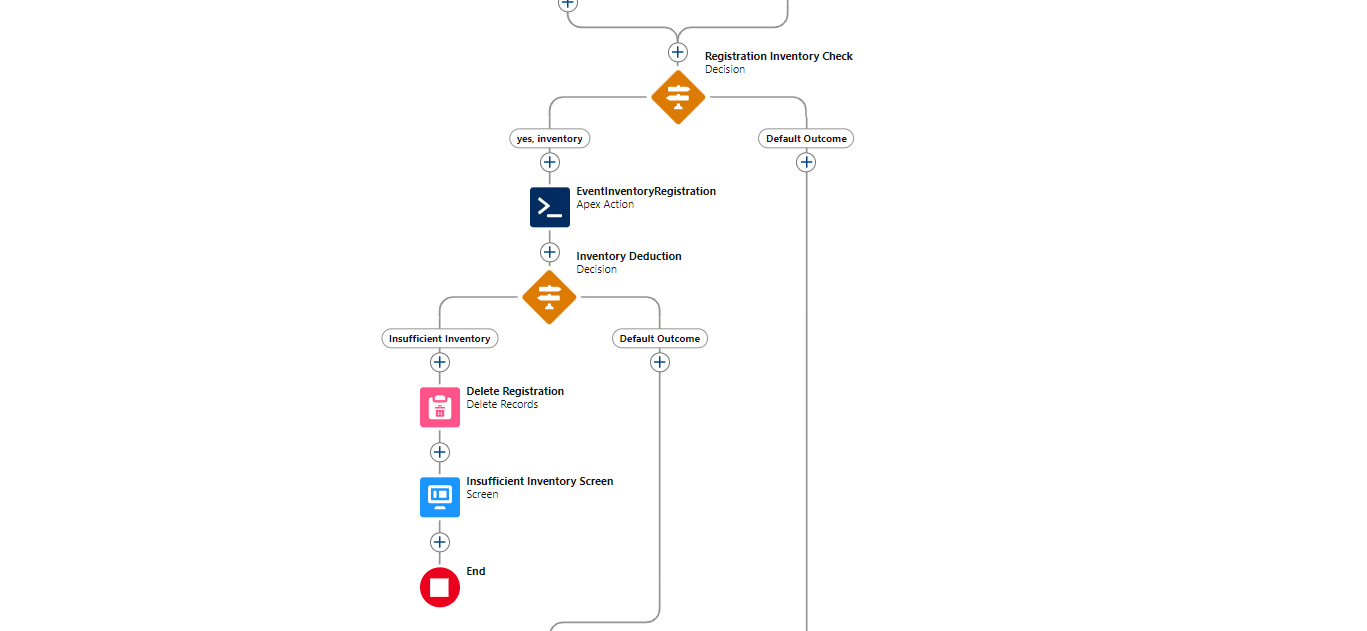 Registration Inventory Check
Decision
yes, inventory
Default Outcome
EventInventoryRegistration
Apex Action
Inventory Deduction
Decision
Insufficient Inventory
Default Outcome
Delete Registration
Delete Records
Insufficient Inventory Screen
Screen
End